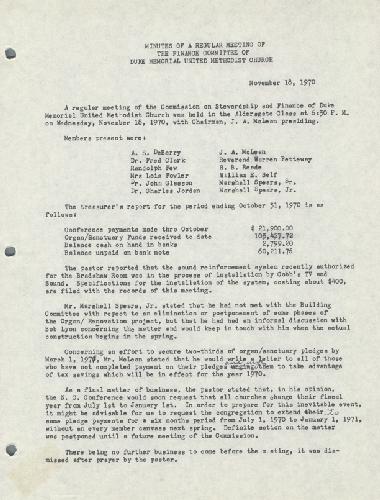 MINUTES OF A REGULAR MEETING OF
THE FINANCE COMMITTEE OF
DUKE MEMORIAL UNITED METHODIST CHURCH
November 18, 1970
A regular meeting of the Commission on Stewardship and Finance of Duke
Memorial United Methodist Church was held in the Aldersgate Class at 6:30 P. M.
on Wednesday, November 18, 1970, with Chairman, J. A. McLean presiding.
Members present were:
A. K. DeBerry J. A. McLean
Dr. Fred Clark Reverend Warren Petteway
Randolph Few R. B. Rende
Mrs Lois Fowler William K. Self
Dr. John Glasson Marshall Spears, Sr.
Dr. Charles Jordan Marshall Spears, Jr.
The treasurer's report for the period ending October 31, 1970 is as
follows:
Conference payments made thru October $ 21,900.00
Organ/Sanctuary Funds received to date 105,437.72
Balance cash on hand in banks 2,799.20
Balance unpaid on bank note 60,211.76
The pastor reported that the sound reinforcement system recently authorized
for the Bradshaw Room was in the process of installation by Cobb's TV and
Sound. Specifications for the installation of the system, costing about $400,
are filed with the records of this meeting.
Mr. Marshall Spears, Jr. stated that he had not met with the Building
Committee with respect to an elimination or postponement of some phases of
the Organ/ Renovation project, but that he had had an informal discussion with
Bot Lyon concerning the matter and would keep in touch with him when the actual
construction begins in the spring.
Concerning an effort to secure two-thirds of organ/sanctuary pledges by
March 1, 1971, Mr. McLean stated that he would write a letter to all of those
who have not completed payment on their pledges urging them to take advantage
of tax savings which will be in effect for the year 1970.
As a final matter of business, the pastor stated that, in his opinion,
the N. C. Conference would soon request that all churches change their fiscal
year from July 1st to January 1st. In order to prepare for this inevitable event,
it might be advisable for us to request the congregation to extend their
same pledge payments for a six months period from July 1, 1970 to January 1, 1971,
without an every member canvass next spring. Definite action on the matter
was postponed until a future meeting of the Commission.
There being no further business to come before the meeting, it was dis-
missed after prayer by the pastor.